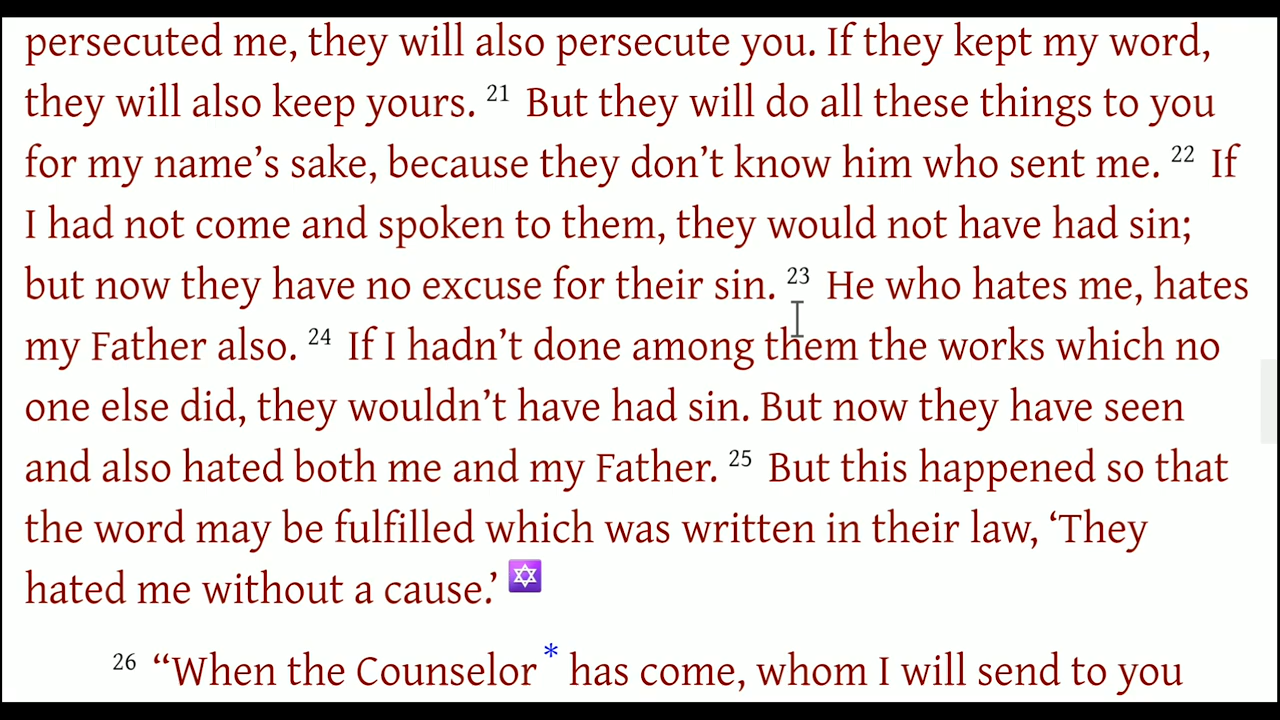 persecuted me, they will also persecute you. If they kept my word,
they will also keep yours. 21 But they will do all these things to you
for my name’s sake, because they don’t know him who sent me. 22 If
I had not come and spoken to them, they would not have had sin;
but now they have no excuse for their sin. 23 He who hates me, hates
my Father also. 24 If I hadn’t done among them the works which no
one else did, they wouldn’t have had sin. But now they have seen
and also hated both me and my Father. 25 But this happened so that
the word may be fulfilled which was written in their law, ‘They
hated me without a cause.’ 🔯
26 “When the Counselor * has come, whom I will send to you